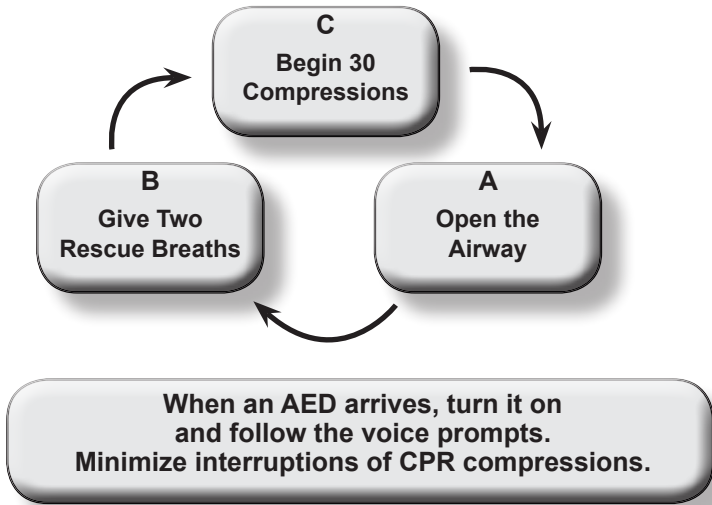 C
Begin 30
Compressions
A
Open the
Airway
B
Give Two
Rescue Breaths
When an AED arrives, turn it on
and follow the voice prompts.
Minimize interruptions of CPR compressions.